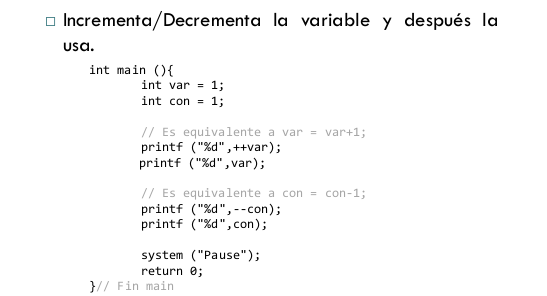 Incrementa/Decrementa la variable y después la
usa.
int main (){
int var = 1;
int con = 1;
// Es equivalente a var = var+1;
printf ("%d",++var);
printf ("%d",var);
// Es equivalente a con = con-1;
printf ("%d",--con);
printf ("%d",con);
system ("Pause");
return 0;
}// Fin main